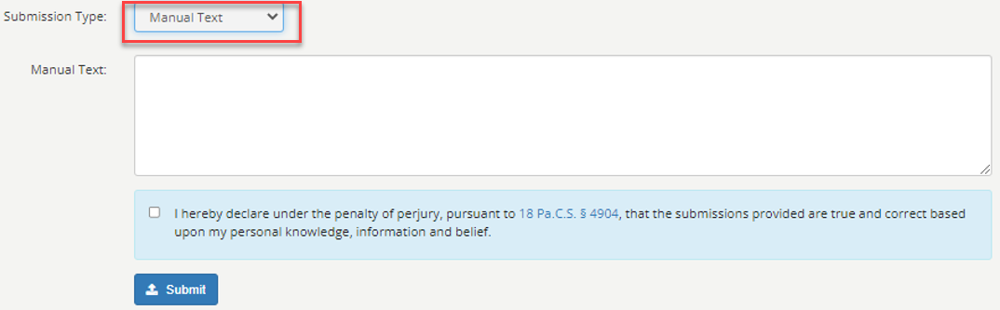 Submission Type: Manual Text
Manual Text:
I hereby declare under the penalty of perjury, pursuant to 18 Pa.C.S. § 4904, that the submissions provided are true and correct based
upon my personal knowledge, information and belief.
Submit